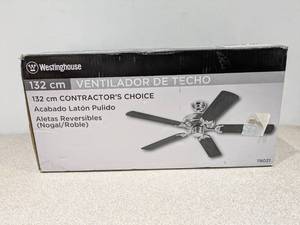 Westinghouse
132 cm VENTILADOR DE TECHO
132 cm CONTRACTOR'S CHOICE
Acabado Latón Pulido
Aletas Reversibles
(Nogal/Roble)